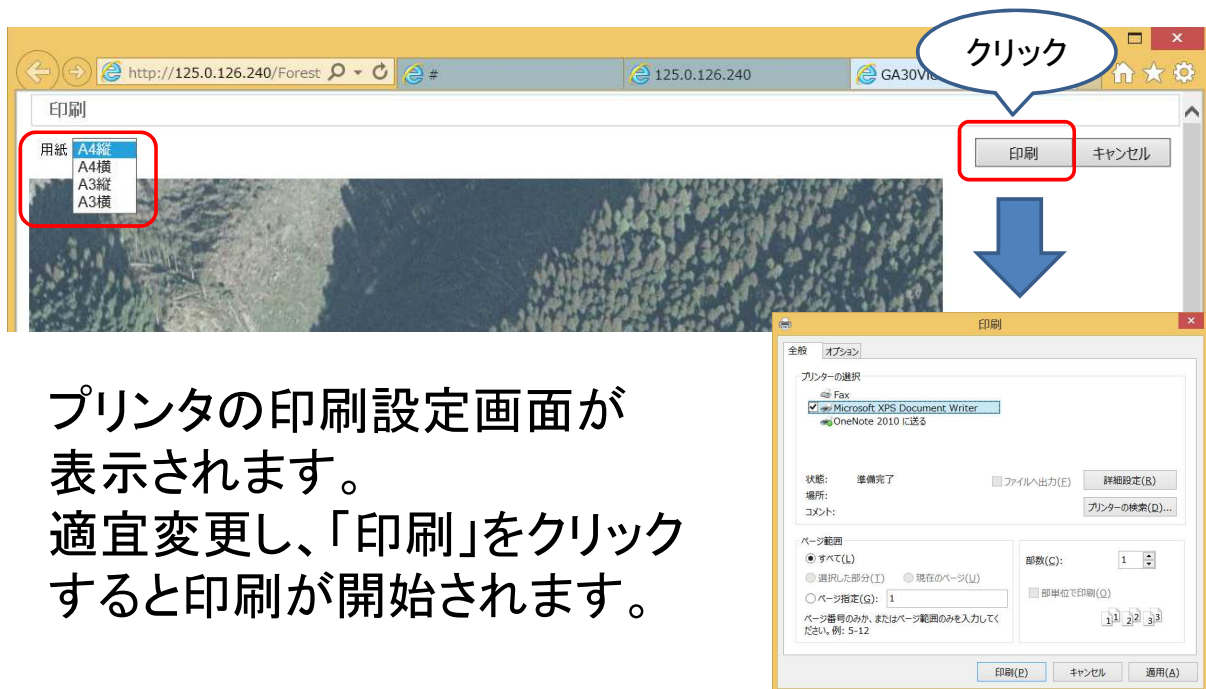 クリック
http://125.0.126.240/Forest
#
125.0.126.240
印刷
用紙 A4縦
A4横
A3縦
A3横
印刷 キャンセル
プリンタの印刷設定画面が
表示されます。
適宜変更し、「印刷」をクリック
すると印刷が開始されます。
印刷
全般 オプション
プリンターの選択
Fax
Microsoft XPS Document Writer
OneNote 2010 に送る
状態: 準備完了
場所:
コメント:
ファイルへ出力(F)
詳細設定(R)
プリンターの検索(D)...
ページ範囲
すべて(L)
選択した部分(T) 現在のページ(U)
ページ指定(G): 1
ページ番号のみか、またはページ範囲のみを入力してく
ださい。例: 5-12
部数(C): 1
部単位で印刷(O)
11 22 33
印刷(P) キャンセル 適用(A)